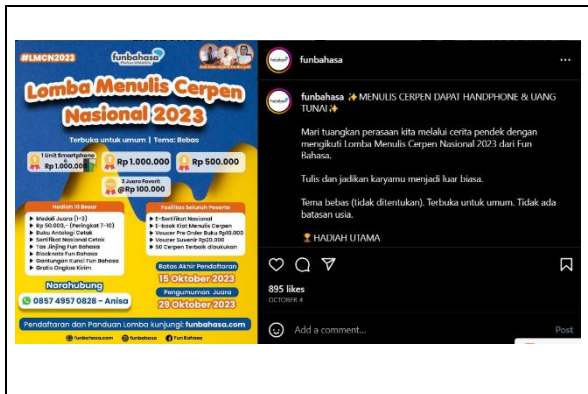 #LMCN2023
funbahasa
Lomba Menulis Cerpen
Nasional 2023
Terbuka untuk umum | Tema: Bebas
1 Unit Smartphone
Rp 1.000.000
Rp 1.000.000
Rp 500.000
2 Juara Favorit
@Rp 100.000
Hadiah 10 Besar
Medali Juara (1-3)
Rp 50.000,- (Peringkat 7-10)
Buku Antologi Cetak
Sertifikat Nasional Cetak
Tas Jinjing Fun Bahasa
Blocknote Fun Bahasa
Gantungan Kunci Fun Bahasa
Gratis Ongkos Kirim
Fasilitas Seluruh Peserta
E-Sertifikat Nasional
E-book Kiat Menulis Cerpen
Voucer Pre Order Buku Rp10.000
Voucer Suvenir Rp20.000
50 Cerpen Terbaik dibukukan
Narahubung
0857 4957 0828 - Anisa
Batas Akhir Pendaftaran
15 Oktober 2023
Pengumuman Juara
29 Oktober 2023
Pendaftaran dan Panduan Lomba kunjungi: funbahasa.com
funbahasa.com
@funbahasa
Fun Bahasa
funbahasa
funbahasa ✨ MENULIS CERPEN DAPAT HANDPHONE & UANG
TUNAI ✨
Mari tuangkan perasaan kita melalui cerita pendek dengan
mengikuti Lomba Menulis Cerpen Nasional 2023 dari Fun
Bahasa.
Tulis dan jadikan karyamu menjadi luar biasa.
Tema bebas (tidak ditentukan). Terbuka untuk umum. Tidak ada
batasan usia.
🏆 HADIAH UTAMA
895 likes
OCTOBER 4
Add a comment...
Post